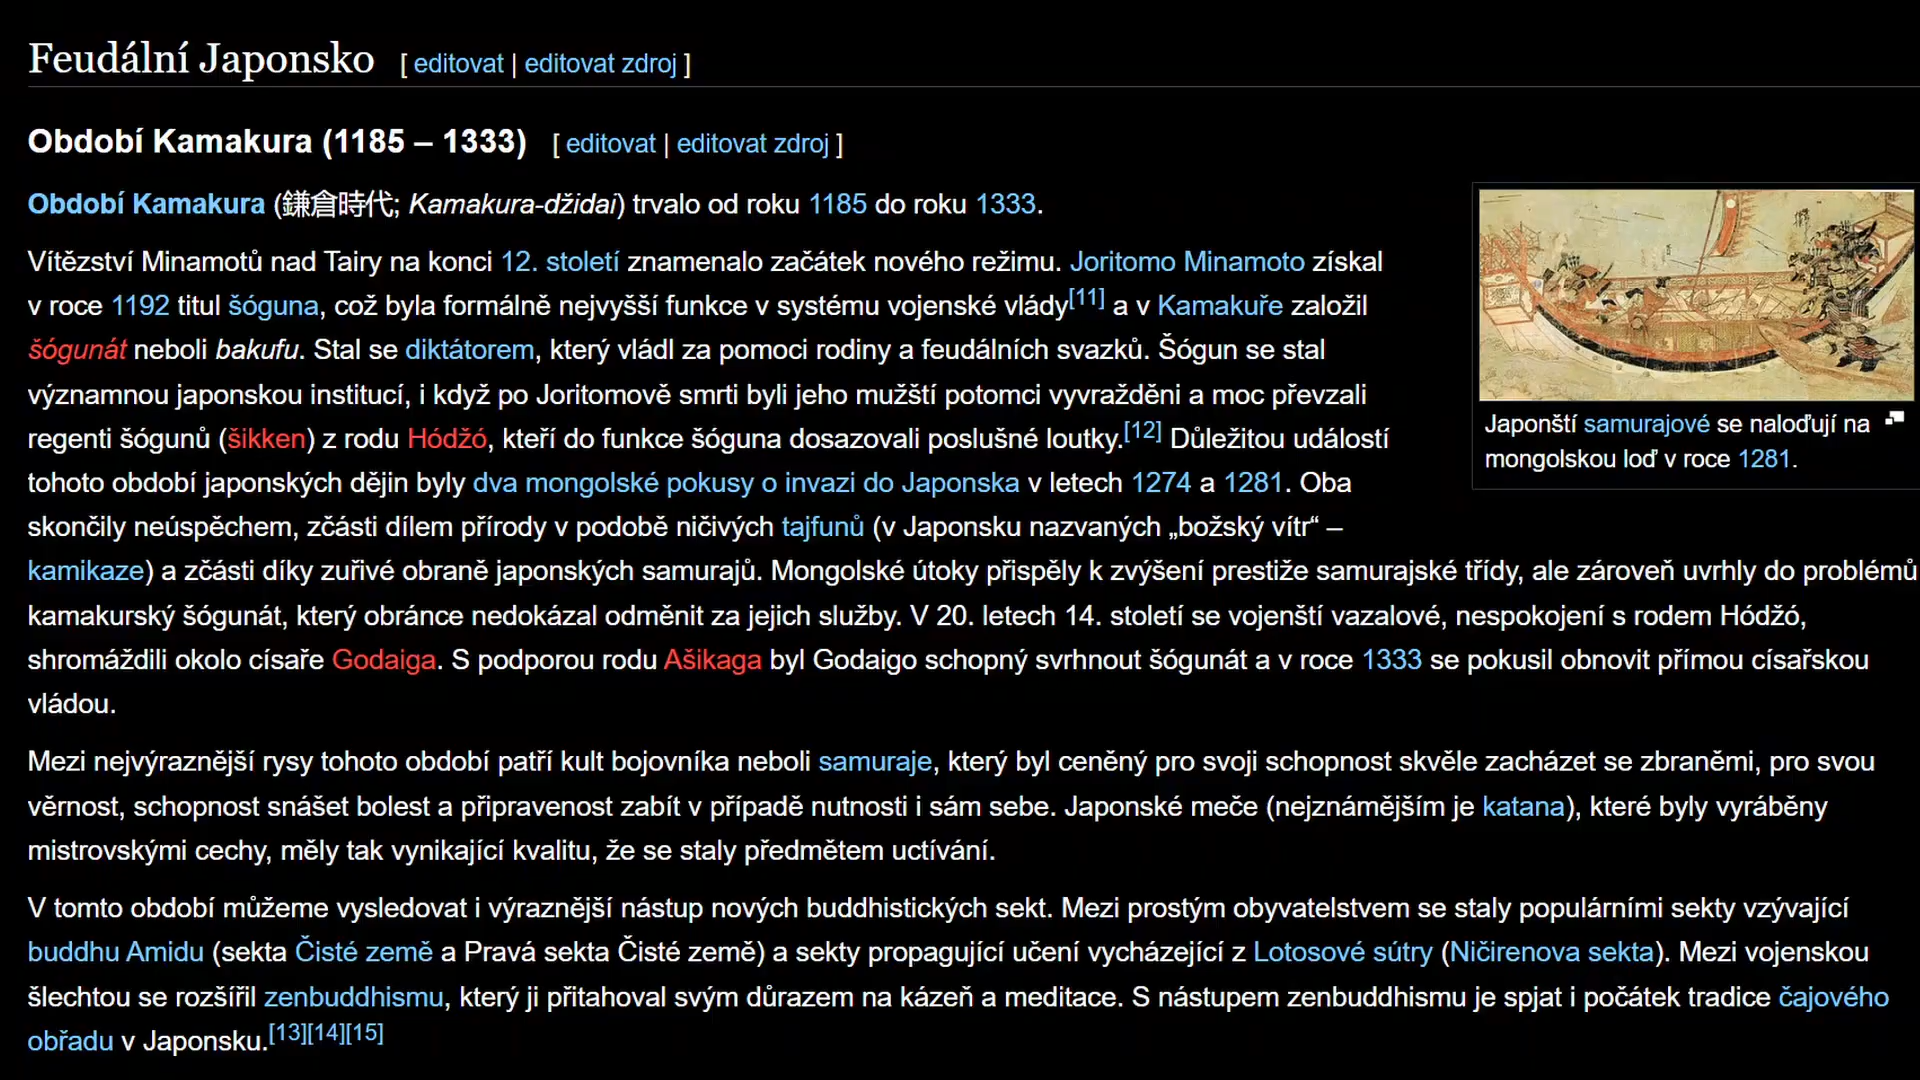 Feudální Japonsko [ editovat | editovat zdroj ]
Období Kamakura (1185 – 1333) [ editovat | editovat zdroj ]
Období Kamakura (鎌倉時代; Kamakura-džidai) trvalo od roku 1185 do roku 1333.
Vítězství Minamotů nad Tairy na konci 12. století znamenalo začátek nového režimu. Joritomo Minamoto získal
v roce 1192 titul šóguna, což byla formálně nejvyšší funkce v systému vojenské vlády[11] a v Kamakuře založil
šógunát neboli bakufu. Stal se diktátorem, který vládl za pomoci rodiny a feudálních svazků. Šógun se stal
významnou japonskou institucí, i když po Joritomově smrti byli jeho mužští potomci vyvražděni a moc převzali
regenti šógunů (šikken) z rodu Hódžó, kteří do funkce šóguna dosazovali poslušné loutky.[12] Důležitou událostí
tohoto období japonských dějin byly dva mongolské pokusy o invazi do Japonska v letech 1274 a 1281. Oba
skončily neúspěchem, zčásti dílem přírody v podobě ničivých tajfunů (v Japonsku nazvaných „božský vítr“ –
kamikaze) a zčásti díky zuřivé obraně japonských samurajů. Mongolské útoky přispěly k zvýšení prestiže samurajské třídy, ale zároveň uvrhly do problémů
kamakurský šógunát, který obránce nedokázal odměnit za jejich služby. V 20. letech 14. století se vojenští vazalové, nespokojení s rodem Hódžó,
shromáždili okolo císaře Godaiga. S podporou rodu Ašikaga byl Godaigo schopný svrhnout šógunát a v roce 1333 se pokusil obnovit přímou císařskou
vládou.
Japonští samurajové se naloďují na
mongolskou loď v roce 1281.
Mezi nejvýraznější rysy tohoto období patří kult bojovníka neboli samuraje, který byl ceněný pro svoji schopnost skvěle zacházet se zbraněmi, pro svou
věrnost, schopnost snášet bolest a připravenost zabít v případě nutnosti i sám sebe. Japonské meče (nejznámějším je katana), které byly vyráběny
mistrovskými cechy, měly tak vynikající kvalitu, že se staly předmětem uctívání.
V tomto období můžeme vysledovat i výraznější nástup nových buddhistických sekt. Mezi prostým obyvatelstvem se staly populárními sekty vzývající
buddhu Amidu (sekta Čisté země a Pravá sekta Čisté země) a sekty propagující učení vycházející z Lotosové sútry (Ničirenova sekta). Mezi vojenskou
šlechtou se rozšířil zenbuddhismu, který ji přitahoval svým důrazem na kázeň a meditace. S nástupem zenbuddhismu je spjat i počátek tradice čajového
obřadu v Japonsku.[13][14][15]